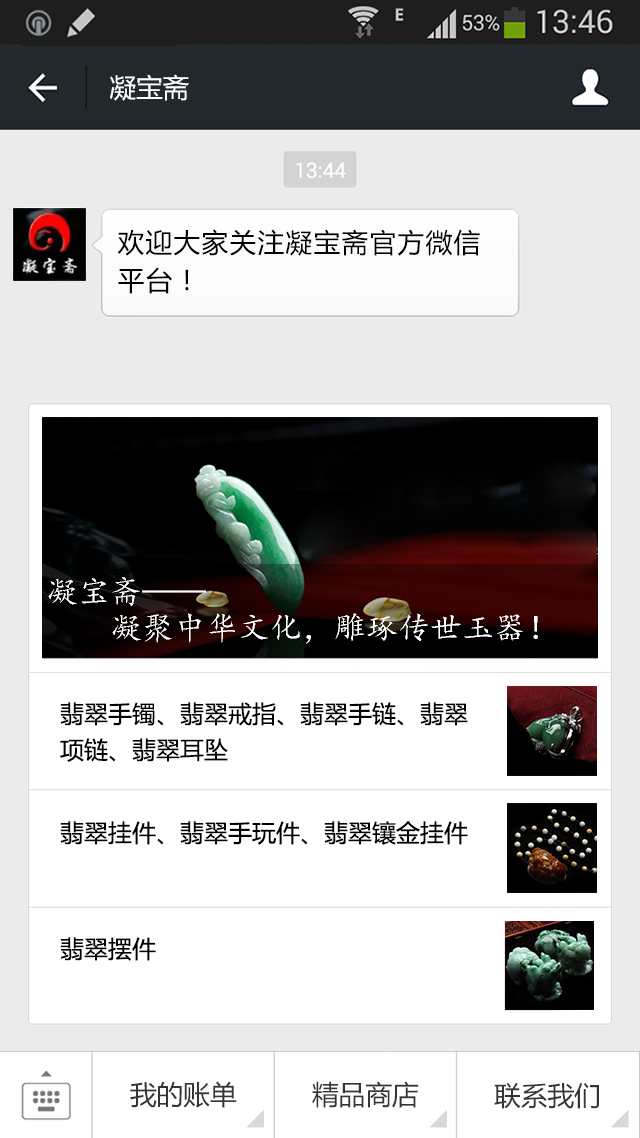 E 53% 13:46
凝宝斋
13:44
凝宝斋
欢迎大家关注凝宝斋官方微信
平台！
凝宝斋——
凝聚中华文化，雕琢传世玉器！
翡翠手镯、翡翠戒指、翡翠手链、翡翠
项链、翡翠耳坠
翡翠挂件、翡翠手玩件、翡翠镶金挂件
翡翠摆件
我的账单
精品商店
联系我们